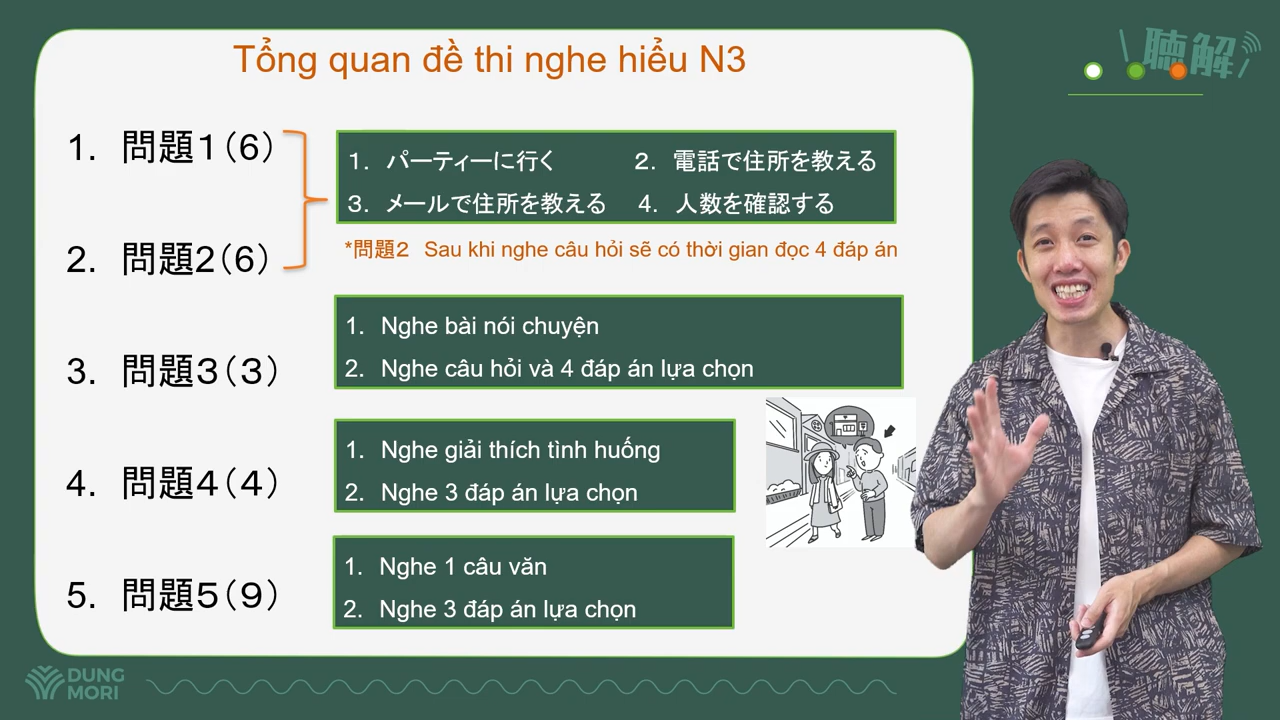 Tổng quan đề thi nghe hiểu N3
聴解
1. 問題１（６）
1. パーティーに行く 2. 電話で住所を教える
3. メールで住所を教える 4. 人数を確認する
2. 問題２（６）
*問題２ Sau khi nghe câu hỏi sẽ có thời gian đọc 4 đáp án
3. 問題３（３）
1. Nghe bài nói chuyện
2. Nghe câu hỏi và 4 đáp án lựa chọn
4. 問題４（４）
1. Nghe giải thích tình huống
2. Nghe 3 đáp án lựa chọn
5. 問題５（９）
1. Nghe 1 câu văn
2. Nghe 3 đáp án lựa chọn
DUNG
MORI